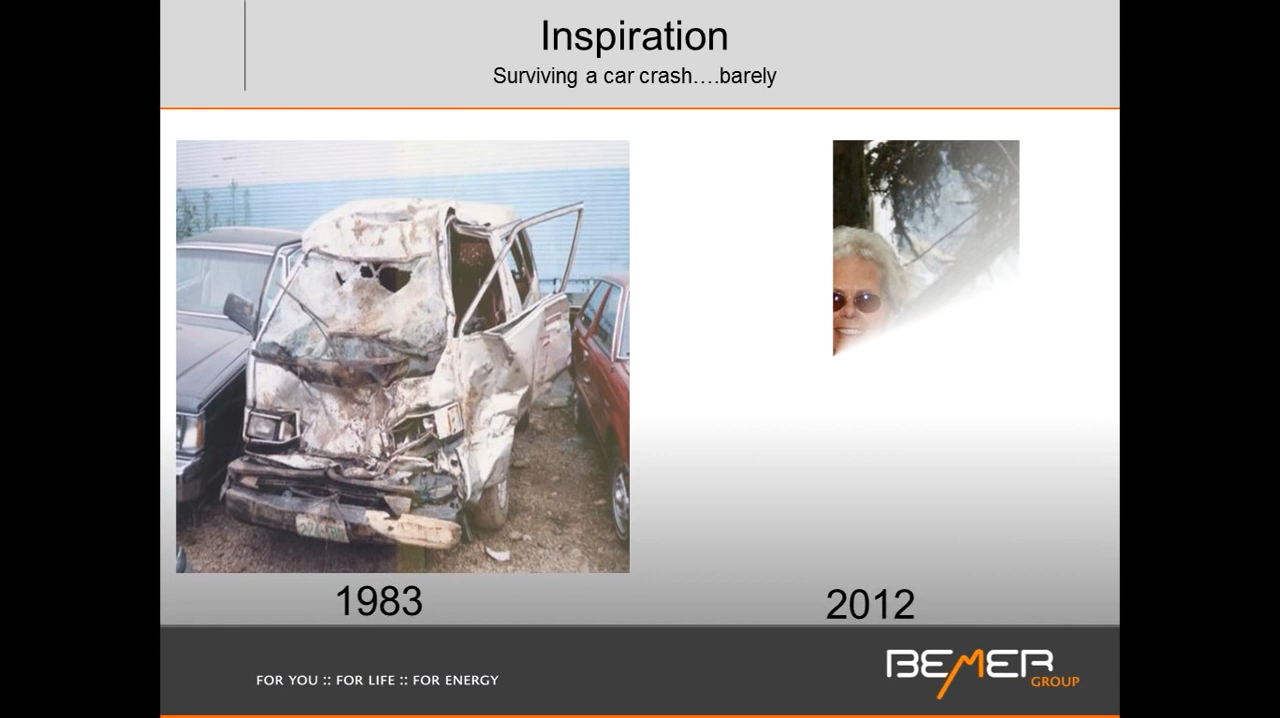 Inspiration
Surviving a car crash….barely
1983
2012
FOR YOU :: FOR LIFE :: FOR ENERGY
BEMER
GROUP